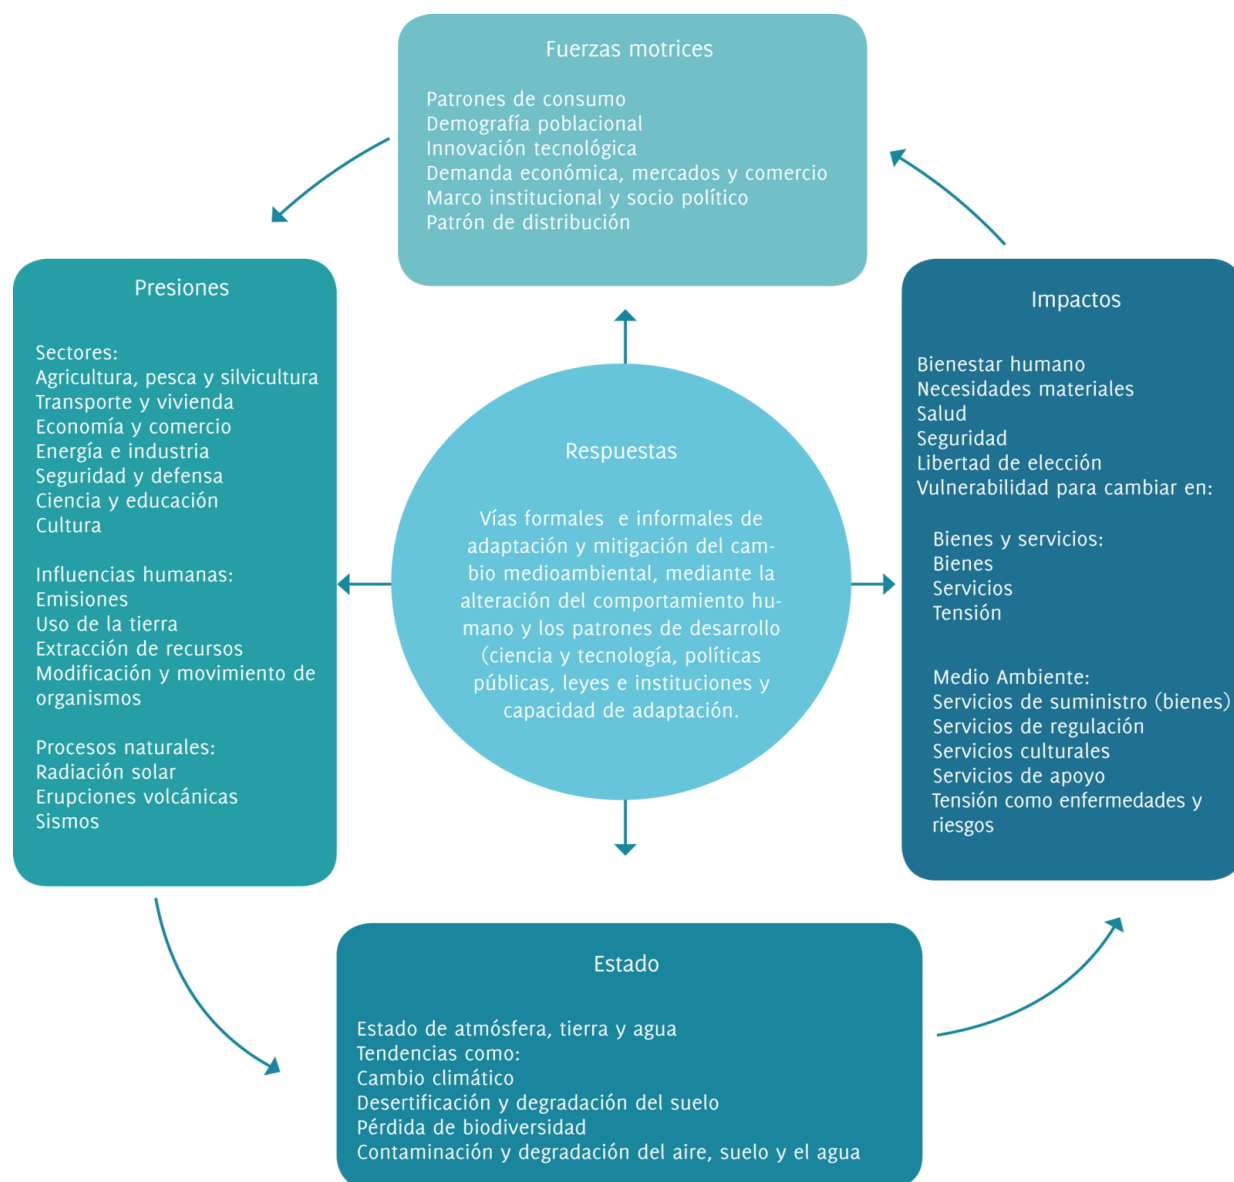 Fuerzas motrices
Patrones de consumo
Demografía poblacional
Innovación tecnológica
Demanda económica, mercados y comercio
Marco institucional y socio político
Patrón de distribución
Presiones
Sectores:
Agricultura, pesca y silvicultura
Transporte y vivienda
Economía y comercio
Energía e industria
Seguridad y defensa
Ciencia y educación
Cultura
Influencias humanas:
Emisiones
Uso de la tierra
Extracción de recursos
Modificación y movimiento de
organismos
Procesos naturales:
Radiación solar
Erupciones volcánicas
Sismos
Respuestas
Vías formales e informales de
adaptación y mitigación del cam-
bio medioambiental, mediante la
alteración del comportamiento hu-
mano y los patrones de desarrollo
(ciencia y tecnología, políticas
públicas, leyes e instituciones y
capacidad de adaptación.
Impactos
Bienestar humano
Necesidades materiales
Salud
Seguridad
Libertad de elección
Vulnerabilidad para cambiar en:
Bienes y servicios:
Bienes
Servicios
Tensión
Medio Ambiente:
Servicios de suministro (bienes)
Servicios de regulación
Servicios culturales
Servicios de apoyo
Tensión como enfermedades y
riesgos
Estado
Estado de atmósfera, tierra y agua
Tendencias como:
Cambio climático
Desertificación y degradación del suelo
Pérdida de biodiversidad
Contaminación y degradación del aire, suelo y el agua